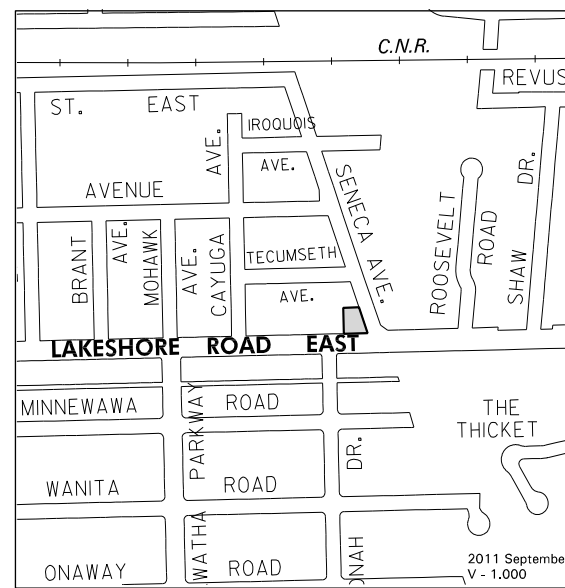 C.N.R.
REVUS
ST. EAST
IROQUOIS
AVE.
AVE.
DR.
SENECA AVE.
AVENUE
ROOSEVELT
ROAD
SHAW
BRANT
AVE.
MOHAWK
AVE.
CAYUGA
TECUMSETH
AVE.
LAKESHORE ROAD EAST
MINNEWAWA ROAD
PARKWAY
THE
THICKET
DR.
WANITA ROAD
WATHA
ONAWAY ROAD
NAH
2011 Septembe
V - 1.000